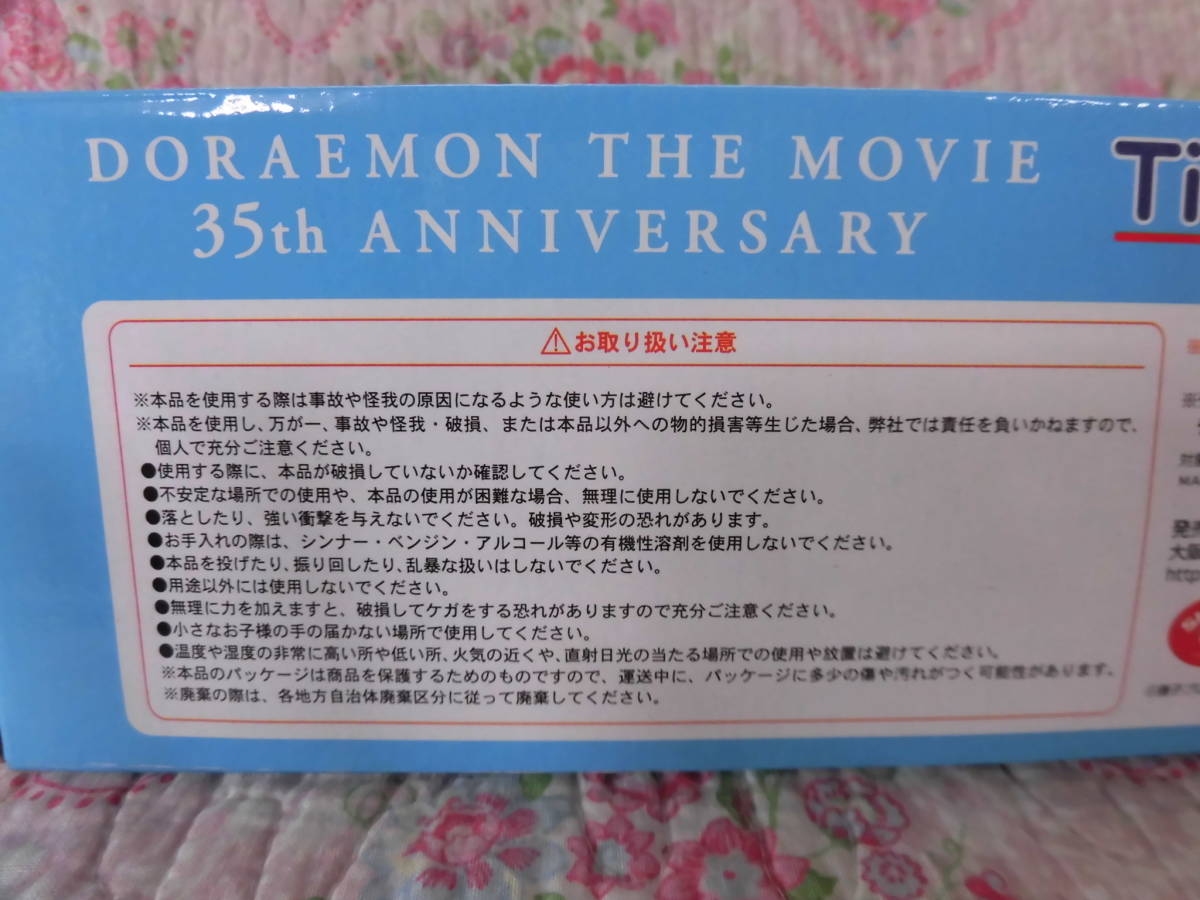 DORAEMON THE MOVIE
35th ANNIVERSARY
Ti
⚠お取り扱い注意
※本品を使用する際は事故や怪我の原因になるような使い方は避けてください。
※本品を使用し、万が一、事故や怪我・破損、または本品以外への物的損害等生じた場合、弊社では責任を負いかねますので、
個人で充分ご注意ください。
●使用する際に、本品が破損していないか確認してください。
●不安定な場所での使用や、本品の使用が困難な場合、無理に使用しないでください。
●落としたり、強い衝撃を与えないでください。破損や変形の恐れがあります。
●お手入れの際は、シンナー・ベンジン・アルコール等の有機性溶剤を使用しないでください。
●本品を投げたり、振り回したり、乱暴な扱いはしないでください。
●用途以外には使用しないでください。
●無理に力を加えますと、破損してケガをする恐れがありますので充分ご注意ください。
●小さなお子様の手の届かない場所で使用してください。
●温度や湿度の非常に高い所や低い所、火気の近くや、直射日光の当たる場所での使用や放置は避けてください。
※本品のパッケージは商品を保護するためのものですので、運送中に、パッケージに多少の傷や汚れがつく可能性があります。
※廃棄の際は、各地方自治体廃棄区分に従って廃棄してください。
対
MA
発
大阪
http